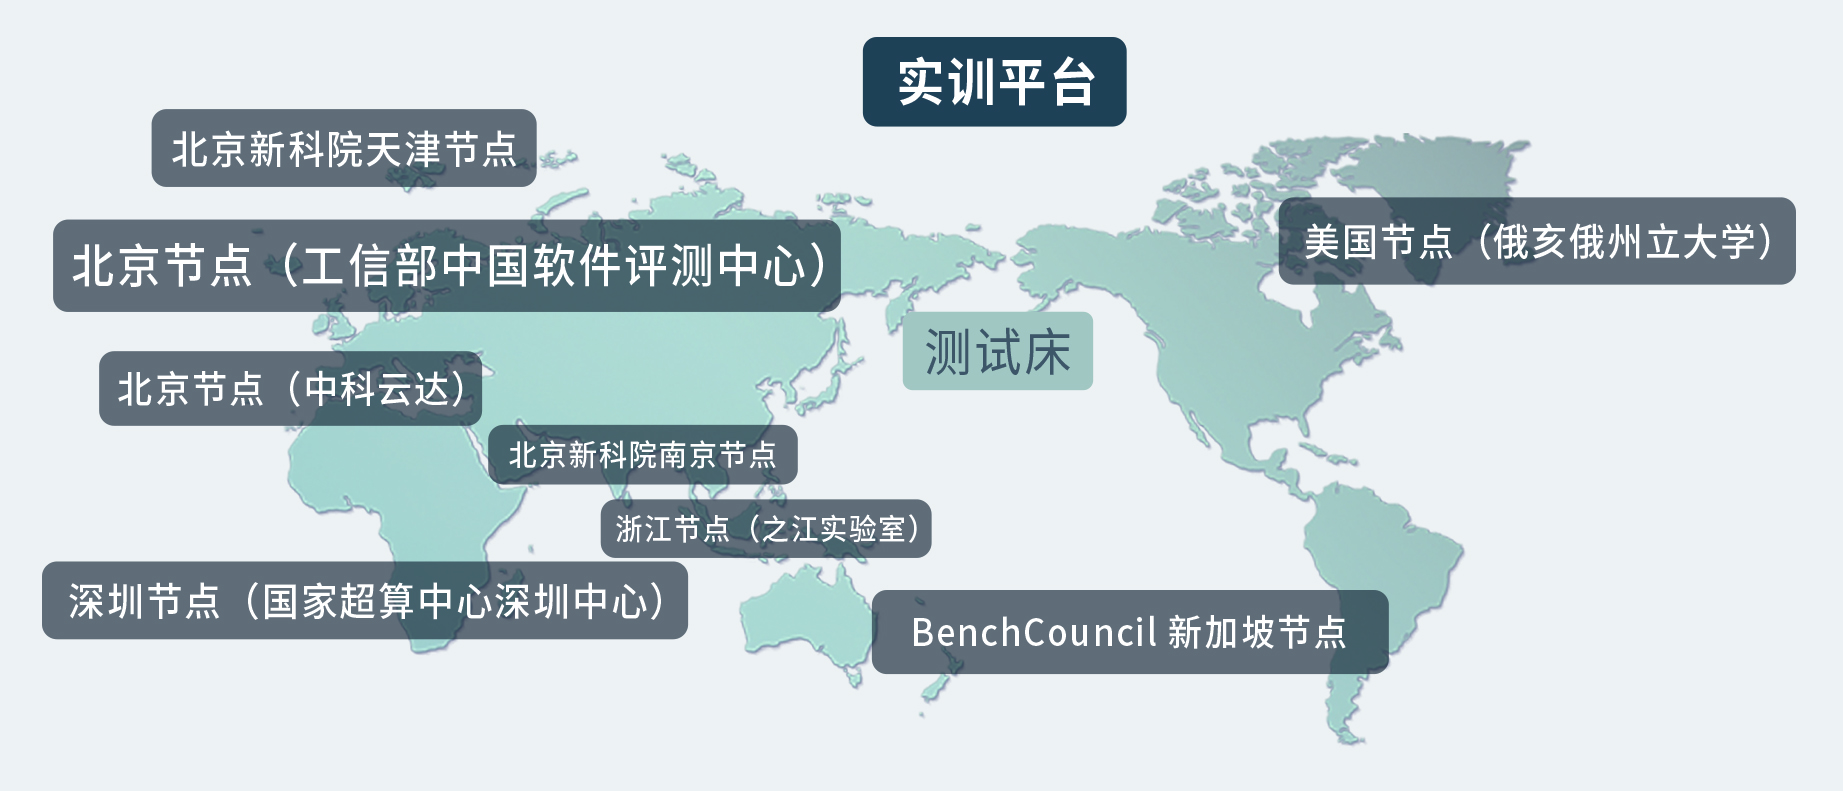 实训平台
北京新科院天津节点
美国节点（俄亥俄州立大学）
北京节点（工信部中国软件评测中心）
测试床
北京节点（中科云达）
北京新科院南京节点
浙江节点（之江实验室）
深圳节点（国家超算中心深圳中心）
BenchCouncil 新加坡节点